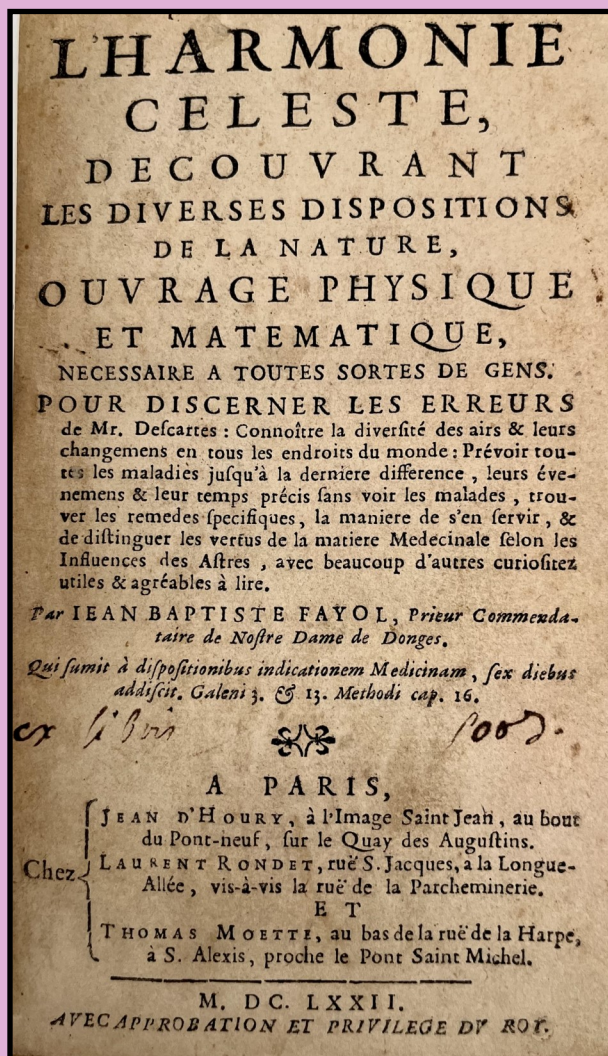 L'HARMONIE
CELESTE,
DECOUVRANT
LES DIVERSES DISPOSITIONS
DE LA NATURE,
OUVRAGE PHYSIQUE
ET MATEMATIQUE,
NECESSAIRE A TOUTES SORTES DE GENS.
POUR DISCERNER LES ERREURS
de Mr. Deſcartes : Connoître la diverſité des airs & leurs
changemens en tous les endroits du monde : Prévoir tou-
tes les maladies juſqu'à la derniere difference , leurs éve-
nemens & leur temps précis ſans voir les malades , trou-
ver les remedes ſpecifiques, la maniere de s'en ſervir, &
de diſtinguer les vertus de la matiere Medecinale ſelon les
Influences des Aſtres , avec beaucoup d'autres curioſitez
utiles & agréables à lire.
Par IEAN BAPTISTE FAYOL, Prieur Commenda-
taire de Noſtre Dame de Donges.
Qui ſumit à diſpoſitionibus indicationem Medicinam , ſex diebus
addiſcit. Galeni 3. & 13. Methodi cap. 16.
ex libris
A PARIS,
JEAN D'HOURY, à l'Image Saint Jean, au bout
du Pont-neuf, ſur le Quay des Auguſtins.
Chez LAURENT RONDET, ruë S. Jacques, a la Longue-
Allée, vis-à-vis la ruë de la Parcheminerie.
ET
THOMAS MOETTE, au bas de la ruë de la Harpe,
à S. Alexis, proche le Pont Saint Michel.
M. DC. LXXII.
AVEC APPROBATION ET PRIVILEGE DV ROY.